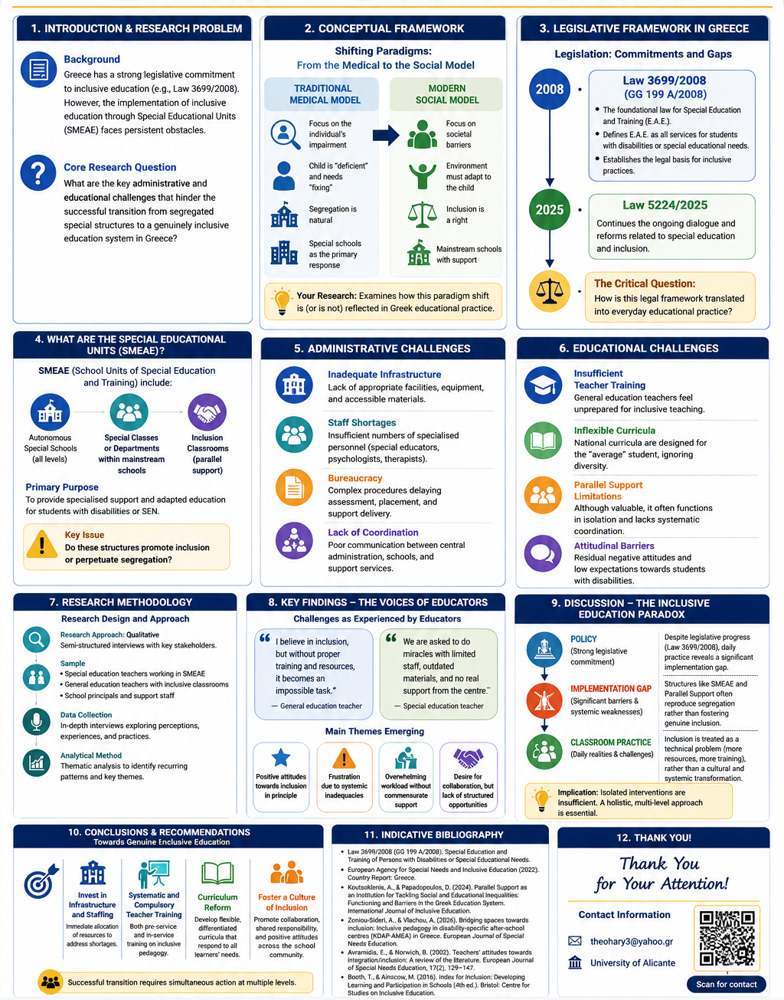 1. INTRODUCTION & RESEARCH PROBLEM
Background
Greece has a strong legislative commitment
to inclusive education (e.g., Law 3699/2008).
However, the implementation of inclusive
education through Special Educational Units
(SMEAE) faces persistent obstacles.
Core Research Question
What are the key administrative and
educational challenges that hinder the
successful transition from segregated
special structures to a genuinely inclusive
education system in Greece?
2. CONCEPTUAL FRAMEWORK
Shifting Paradigms:
From the Medical to the Social Model
TRADITIONAL
MEDICAL MODEL
Focus on the
individual's
impairment
Child is "deficient"
and needs
"fixing"
Segregation is
natural
Special schools
as the primary
response
MODERN
SOCIAL MODEL
Focus on
societal
barriers
Environment
must adapt to
the child
Inclusion is
a right
Mainstream schools
with support
Your Research: Examines how this paradigm shift
is (or is not) reflected in Greek educational practice.
3. LEGISLATIVE FRAMEWORK IN GREECE
Legislation: Commitments and Gaps
2008
Law 3699/2008
(GG 199 A/2008)
• The foundational law for Special Education
and Training (E.A.E.).
• Defines E.A.E. as all services for students
with disabilities or special educational needs.
• Establishes the legal basis for inclusive
practices.
2025
Law 5224/2025
Continues the ongoing dialogue and
reforms related to special education
and inclusion.
The Critical Question:
How is this legal framework translated
into everyday educational practice?
4. WHAT ARE THE SPECIAL EDUCATIONAL
UNITS (SMEAE)?
SMEAE (School Units of Special Education
and Training) include:
Autonomous
Special Schools
(all levels)
Special Classes
or Departments
within mainstream
schools
Inclusion
Classrooms
(parallel
support)
Primary Purpose
To provide specialised support and adapted education
for students with disabilities or SEN.
Key Issue
Do these structures promote inclusion
or perpetuate segregation?
5. ADMINISTRATIVE CHALLENGES
Inadequate Infrastructure
Lack of appropriate facilities, equipment,
and accessible materials.
Staff Shortages
Insufficient numbers of specialised
personnel (special educators,
psychologists, therapists).
Bureaucracy
Complex procedures delaying
assessment, placement, and
support delivery.
Lack of Coordination
Poor communication between central
administration, schools, and
support services.
6. EDUCATIONAL CHALLENGES
Insufficient
Teacher Training
General education teachers feel
unprepared for inclusive teaching.
Inflexible Curricula
National curricula are designed for
the "average" student, ignoring
diversity.
Parallel Support
Limitations
Although valuable, it often functions
in isolation and lacks systematic
coordination.
Attitudinal Barriers
Residual negative attitudes and
low expectations towards students
with disabilities.
7. RESEARCH METHODOLOGY
Research Design and Approach
Research Approach: Qualitative
Semi-structured interviews with key stakeholders.
Sample
• Special education teachers working in SMEAE
• General education teachers with inclusive classrooms
• School principals and support staff
Data Collection
In-depth interviews exploring perceptions,
experiences, and practices.
Analytical Method
Thematic analysis to identify recurring
patterns and key themes.
8. KEY FINDINGS – THE VOICES OF EDUCATORS
Challenges as Experienced by Educators
“ I believe in inclusion,
but without proper
training and resources,
it becomes an
impossible task."
— General education teacher
“ We are asked to do
miracles with limited
staff, outdated
materials, and no real
support from the centre."
— Special education teacher
Main Themes Emerging
Positive attitudes
towards inclusion
in principle
Frustration
due to systemic
inadequacies
Overwhelming
workload without
commensurate
support
Desire for
collaboration, but
lack of structured
opportunities
9. DISCUSSION – THE INCLUSIVE
EDUCATION PARADOX
POLICY
(Strong legislative
commitment)
Despite legislative progress
(Law 3699/2008), daily
practice reveals a significant
implementation gap.
IMPLEMENTATION GAP
(Significant barriers &
systemic weaknesses)
Structures like SMEAE and
Parallel Support often
reproduce segregation
rather than fostering
genuine inclusion.
CLASSROOM PRACTICE
(Daily realities & challenges)
Inclusion is treated as a
technical problem (more
resources, more training),
rather than a cultural and
systemic transformation.
Implication: Isolated interventions are
insufficient. A holistic, multi-level approach
is essential.
10. CONCLUSIONS & RECOMMENDATIONS
Towards Genuine Inclusive Education
Invest in
Infrastructure
and Staffing
Immediate allocation
of resources to
address shortages.
Systematic and
Compulsory
Teacher Training
Both pre-service
and in-service
training on inclusive
pedagogy.
Curriculum
Reform
Develop flexible,
differentiated
curricula that
respond to all
learners' needs.
Foster a Culture
of Inclusion
Promote collaboration,
shared responsibility,
and positive attitudes
across the school
community.
Successful transition requires simultaneous action at multiple levels.
11. INDICATIVE BIBLIOGRAPHY
• Law 3699/2008 (GG 199 A/2008). Special Education and
Training of Persons with Disabilities or Special Educational Needs.
• European Agency for Special Needs and Inclusive Education (2022).
Country Report: Greece.
• Koutsoklenis, A., & Papadopoulos, D. (2024). Parallel Support as
an Institution for Tackling Social and Educational Inequalities:
Functioning and Barriers in the Greek Education System.
International Journal of Inclusive Education.
• Zoniou-Sideri, A., & Vlachou, A. Bridging spaces towards
inclusion: Inclusive pedagogy in disability-specific after-school
centres (KDAP-AMEA) in Greece. European Journal of Special
Needs Education.
• Avramidis, E., & Norwich, B. (2002). Teachers' attitudes towards
integration/inclusion: A review of the literature. European Journal
of Special Needs Education, 17(2), 129–147.
• Booth, T., & Ainscow, M. (2016). Index for Inclusion: Developing
Learning and Participation in Schools (4th ed.). Bristol: Centre for
Studies on Inclusive Education.
12. THANK YOU!
Thank You
for Your Attention!
Contact Information
theohary3@yahoo.gr
University of Alicante
Scan for contact